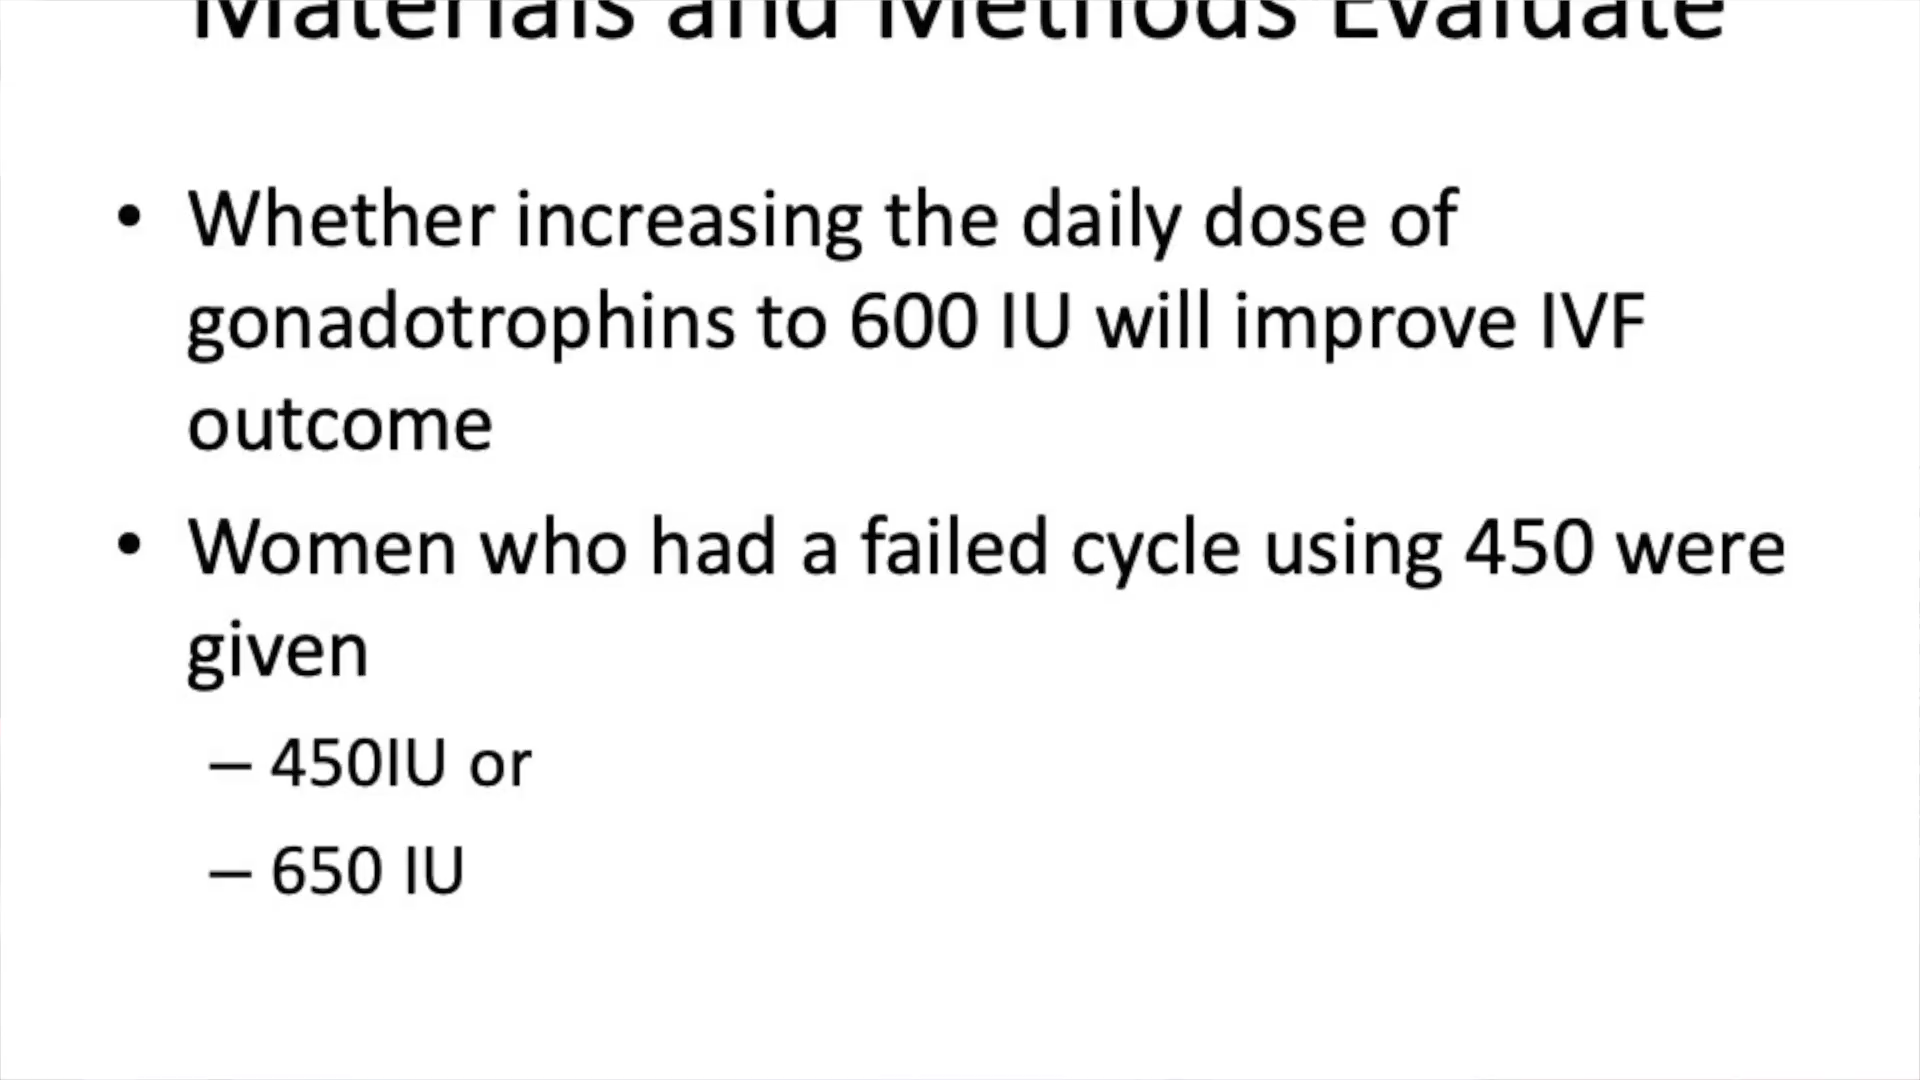 Materials and Methods Evaluate
• Whether increasing the daily dose of
gonadotrophins to 600 IU will improve IVF
outcome
• Women who had a failed cycle using 450 were
given
– 450IU or
– 650 IU